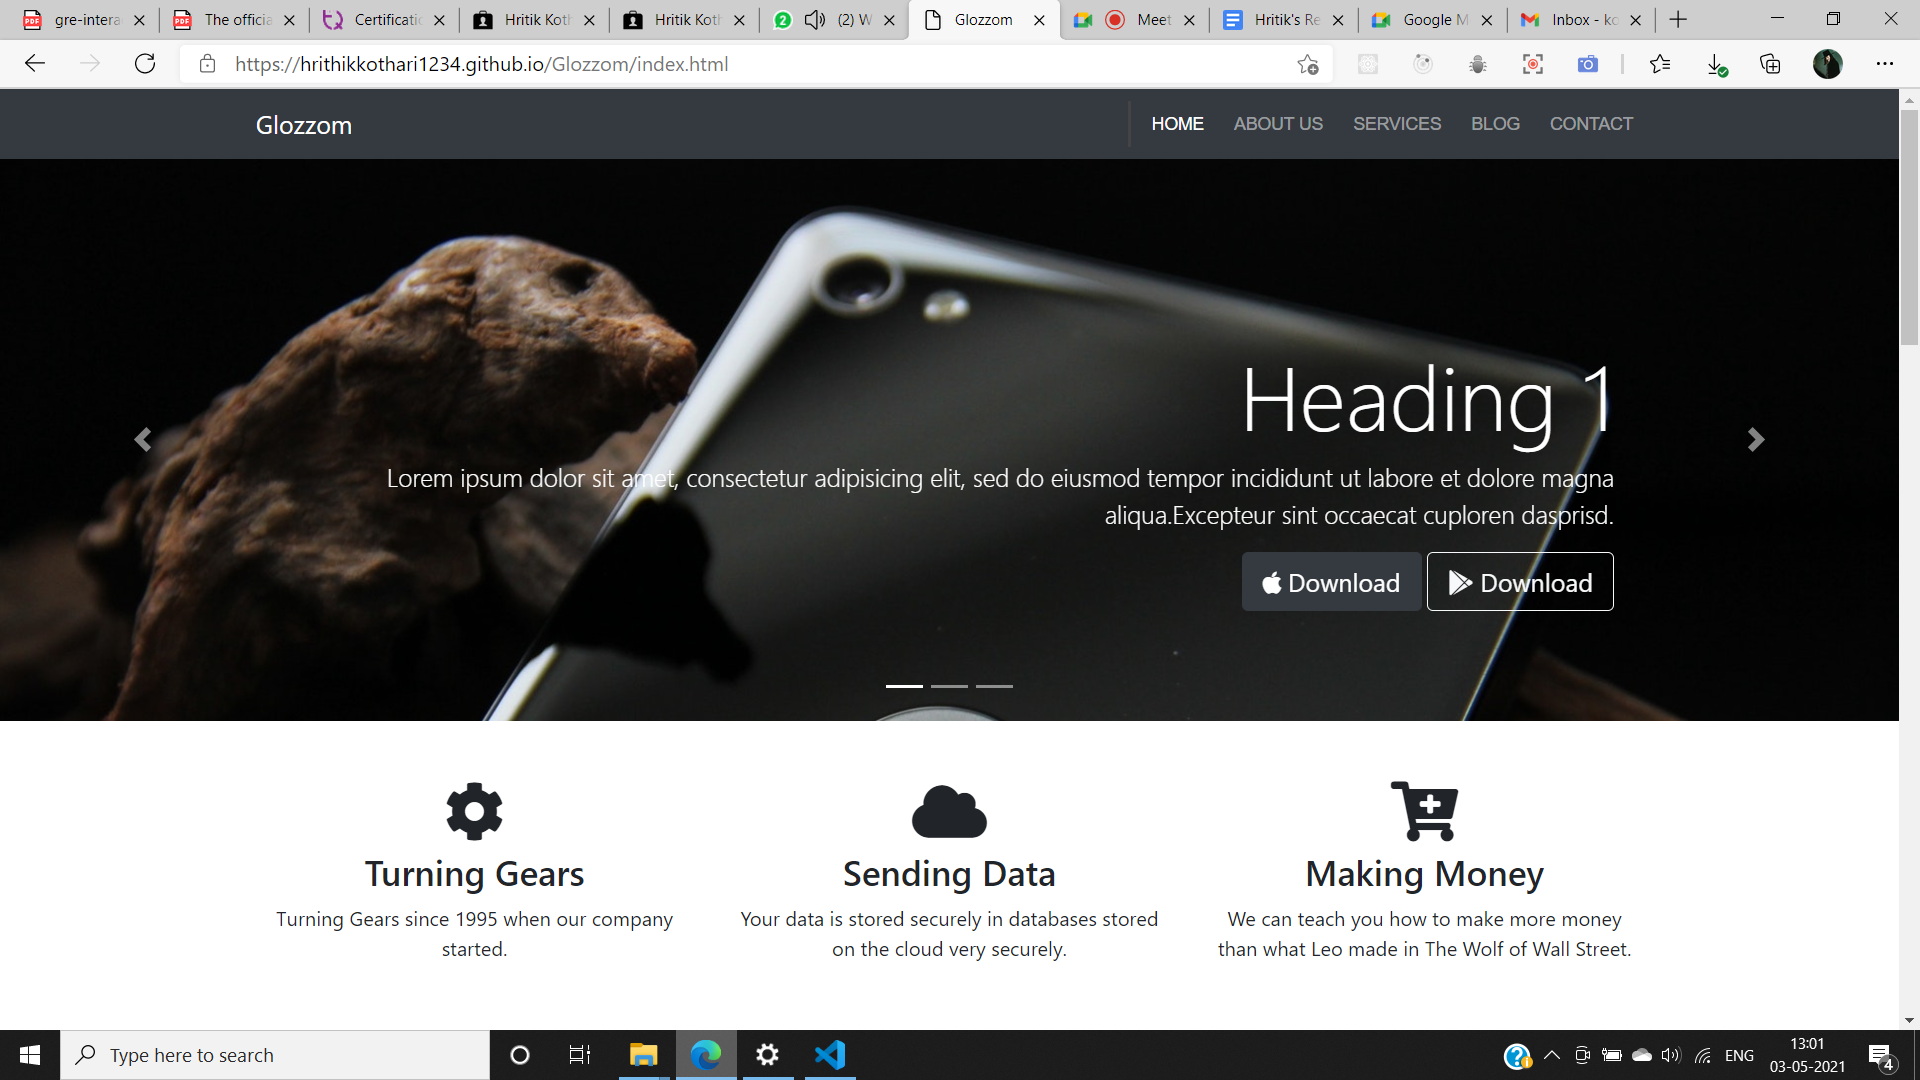 gre-intera
The officia
Certificatio
Hritik Koth
Hritik Koth
(2) W
Glozzom
Meet
Hritik's Re
Google M
Inbox - ko
https://hrithikkothari1234.github.io/Glozzom/index.html
Glozzom
HOME ABOUT US SERVICES BLOG CONTACT
Heading 1
Lorem ipsum dolor sit amet, consectetur adipisicing elit, sed do eiusmod tempor incididunt ut labore et dolore magna
aliqua.Excepteur sint occaecat cuploren dasprisd.
Download Download
Turning Gears
Turning Gears since 1995 when our company
started.
Sending Data
Your data is stored securely in databases stored
on the cloud very securely.
Making Money
We can teach you how to make more money
than what Leo made in The Wolf of Wall Street.
Type here to search
ENG
13:01
03-05-2021
4